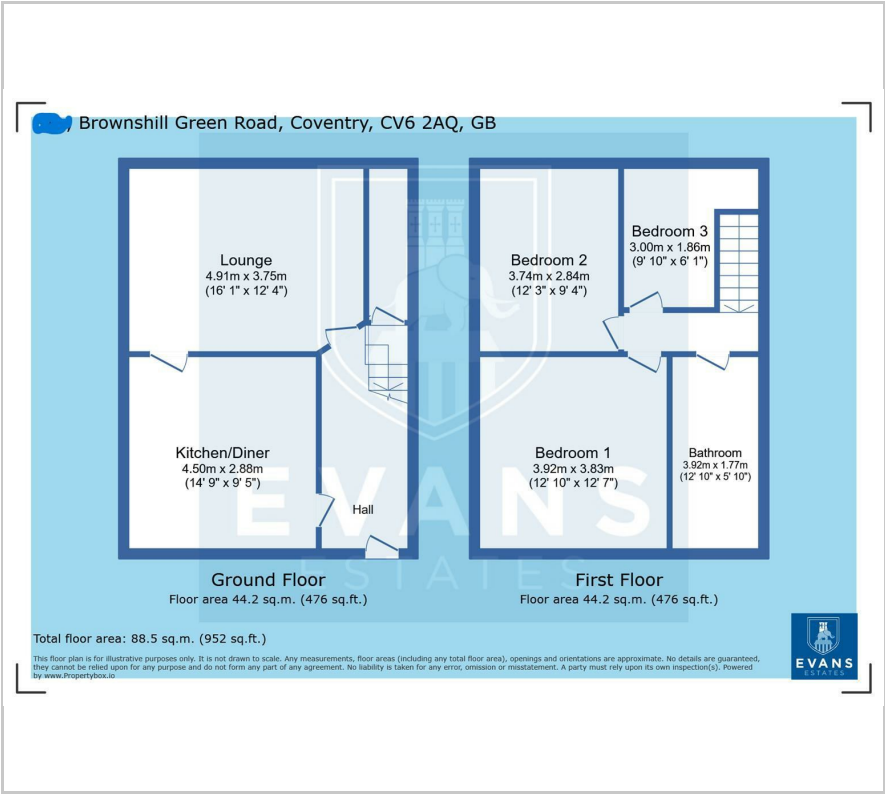 , Brownshill Green Road, Coventry, CV6 2AQ, GB
Lounge
4.91m x 3.75m
(16' 1" x 12' 4")
Kitchen/Diner
4.50m x 2.88m
(14' 9" x 9' 5")
Hall
Bedroom 2
3.74m x 2.84m
(12' 3" x 9' 4")
Bedroom 3
3.00m x 1.86m
(9' 10" x 6' 1")
Bedroom 1
3.92m x 3.83m
(12' 10" x 12' 7")
Bathroom
3.92m x 1.77m
(12' 10" x 5' 10")
EVANS
ESTATES
Ground Floor
Floor area 44.2 sq.m. (476 sq.ft.)
First Floor
Floor area 44.2 sq.m. (476 sq.ft.)
Total floor area: 88.5 sq.m. (952 sq.ft.)
This floor plan is for illustrative purposes only. It is not drawn to scale. Any measurements, floor areas (including any total floor area), openings and orientations are approximate. No details are guaranteed,
they cannot be relied upon for any purpose and do not form any part of any agreement. No liability is taken for any error, omission or misstatement. A party must rely upon its own inspection(s). Powered
by www.Propertybox.io
EVANS
ESTATES